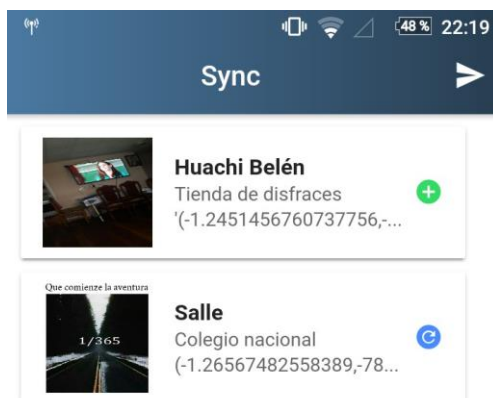 48 % 22:19
Sync
Huachi Belén
Tienda de disfraces
'(-1.2451456760737756,-...
Que comienze la aventura
1/365
Salle
Colegio nacional
(-1.26567482558389,-78...